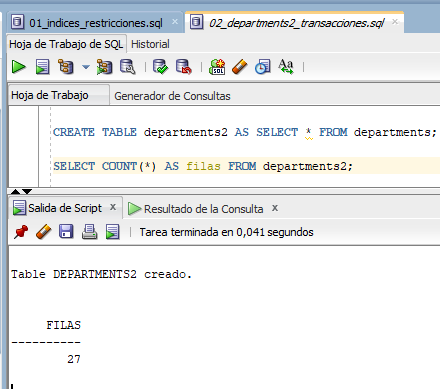 01_indices_restricciones.sql
02_departments2_transacciones.sql
Hoja de Trabajo de SQL Historial
Aa
Hoja de Trabajo Generador de Consultas
CREATE TABLE departments2 AS SELECT * FROM departments;
SELECT COUNT(*) AS filas FROM departments2;
Salida de Script x Resultado de la Consulta x
Tarea terminada en 0,041 segundos
Table DEPARTMENTS2 creado.
FILAS
----------
27